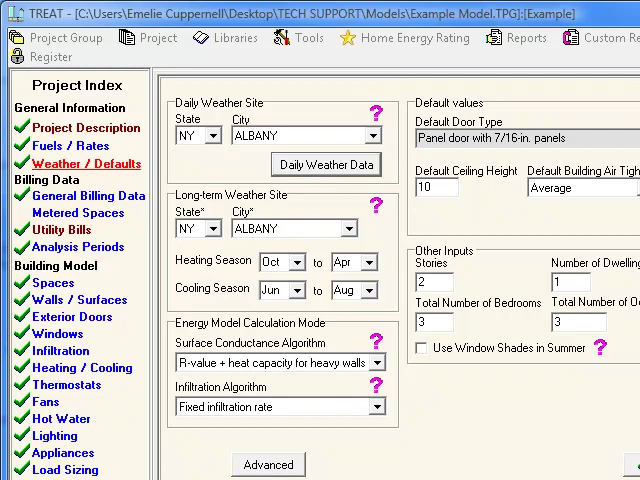 TREAT - [C:\Users\Emelie Cuppernell\Desktop\TECH SUPPORT\Models\Example Model.TPG]:[Example]
Project Group Project Libraries Tools Home Energy Rating Reports Custom Re
Register
Project Index
General Information
Project Description
Fuels / Rates
Weather / Defaults
Billing Data
General Billing Data
Metered Spaces
Utility Bills
Analysis Periods
Building Model
Spaces
Walls / Surfaces
Exterior Doors
Windows
Infiltration
Heating / Cooling
Thermostats
Fans
Hot Water
Lighting
Appliances
Load Sizing
Daily Weather Site
State City ?
NY ALBANY
Daily Weather Data
Long-term Weather Site
State* City* ?
NY ALBANY
Heating Season Oct to Apr
Cooling Season Jun to Aug
Energy Model Calculation Mode
Surface Conductance Algorithm ?
R-value + heat capacity for heavy walls
Infiltration Algorithm ?
Fixed infiltration rate
Advanced
Default values
Default Door Type
Panel door with 7/16-in. panels
Default Ceiling Height Default Building Air Tigh
10 Average
Other Inputs
Stories Number of Dwelling
2 1
Total Number of Bedrooms Total Number of Oc
3 3
Use Window Shades in Summer ?